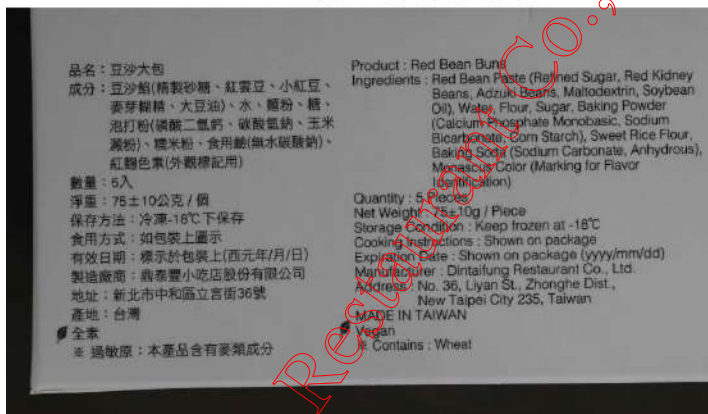 品名：豆沙大包
成分：豆沙餡(精製砂糖、紅雲豆、小紅豆、
麥芽糊精、大豆油)、水、麵粉、糖、
泡打粉(磷酸二氫鈣、碳酸氫鈉、玉米
澱粉)、糯米粉、食用鹼(無水碳酸鈉)、
紅麴色素(外觀標記用)
數量：5入
淨重：75±10公克 / 個
保存方法：冷凍-18℃下保存
食用方式：如包裝上圖示
有效日期：標示於包裝上(西元年/月/日)
製造廠商：鼎泰豐小吃店股份有限公司
地址：新北市中和區立言街36號
產地：台灣
全素
※ 過敏原：本產品含有麥類成分
Product : Red Bean Buns
Ingredients : Red Bean Paste (Refined Sugar, Red Kidney
Beans, Adzuki Beans, Maltodextrin, Soybean
Oil), Water, Flour, Sugar, Baking Powder
(Calcium Phosphate Monobasic, Sodium
Bicarbonate, Corn Starch), Sweet Rice Flour,
Baking Soda (Sodium Carbonate, Anhydrous),
Monascus Color (Marking for Flavor
Identification)
Quantity : 5 Pieces
Net Weight : 75±10g / Piece
Storage Condition : Keep frozen at -18℃
Cooking Instructions : Shown on package
Expiration Date : Shown on package (yyyy/mm/dd)
Manufacturer : Dintaifung Restaurant Co., Ltd.
Address : No. 36, Liyan St., Zhonghe Dist.,
New Taipei City 235, Taiwan
MADE IN TAIWAN
Vegan
※ Contains : Wheat
Restaurant Co.,